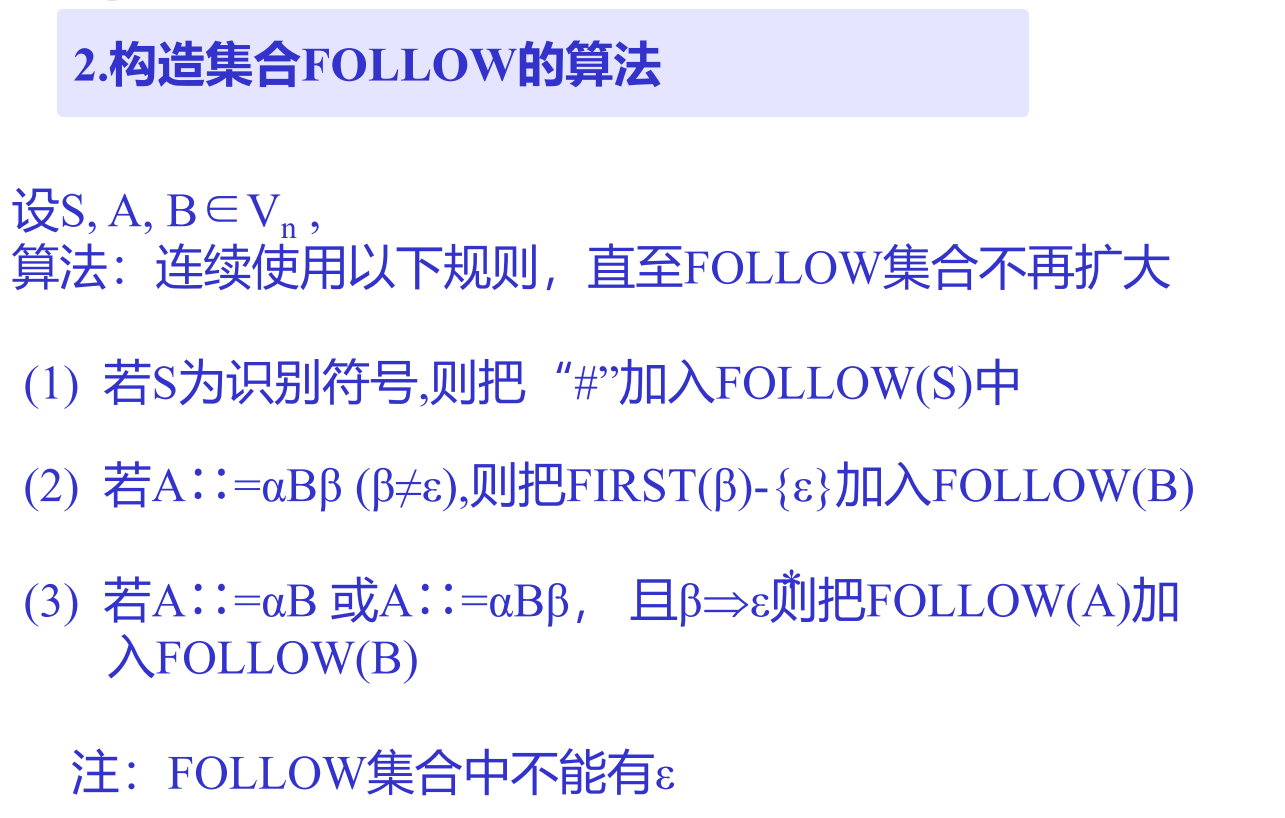 2.构造集合FOLLOW的算法
设S, A, B∈Vn ,
算法：连续使用以下规则，直至FOLLOW集合不再扩大
(1) 若S为识别符号,则把“#”加入FOLLOW(S)中
(2) 若A∷=αBβ (β≠ε),则把FIRST(β)-{ε}加入FOLLOW(B)
(3) 若A∷=αB 或A∷=αBβ， 且β⇒ε*则把FOLLOW(A)加
入FOLLOW(B)
注：FOLLOW集合中不能有ε